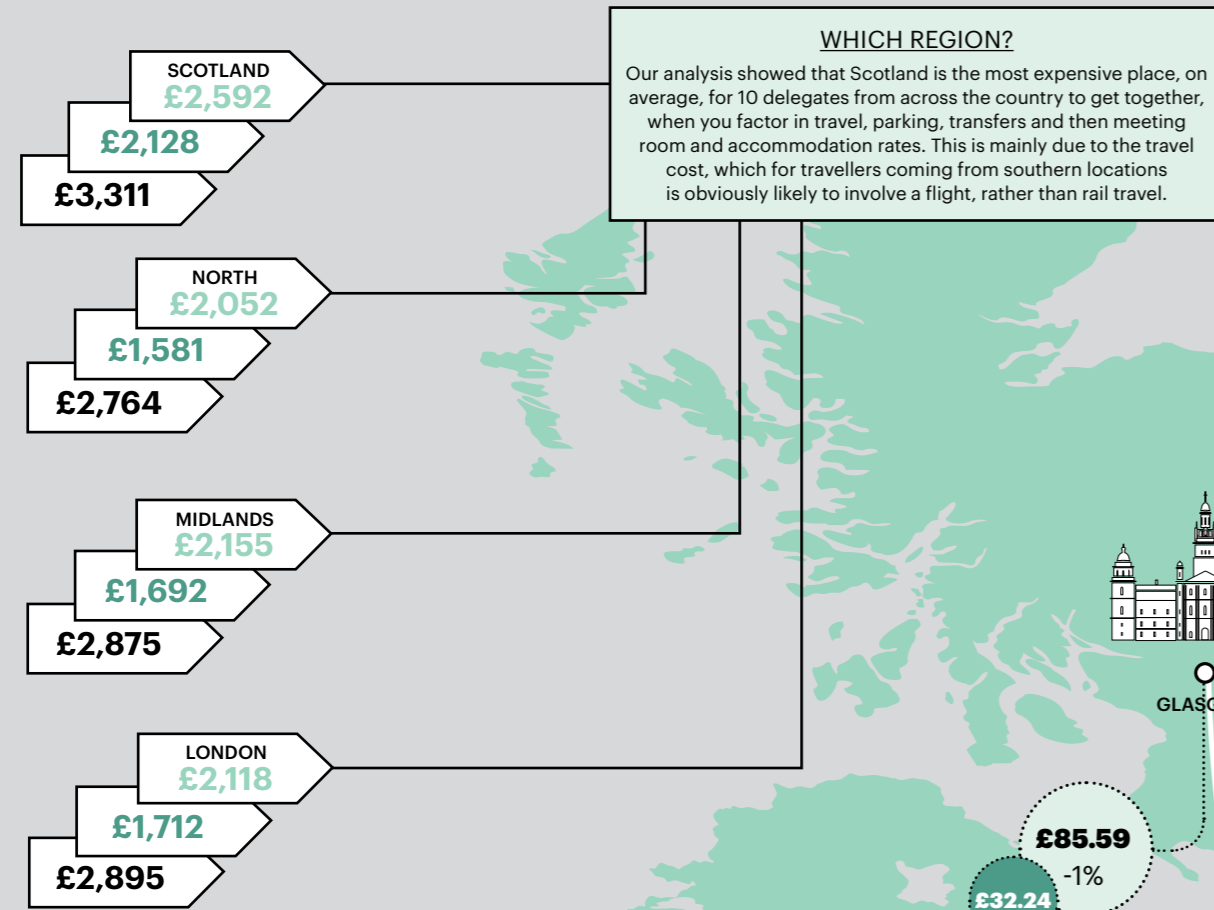 WHICH REGION?
Our analysis showed that Scotland is the most expensive place, on
average, for 10 delegates from across the country to get together,
when you factor in travel, parking, transfers and then meeting
room and accommodation rates. This is mainly due to the travel
cost, which for travellers coming from southern locations
is obviously likely to involve a flight, rather than rail travel.
SCOTLAND
£2,592
£2,128
£3,311
NORTH
£2,052
£1,581
£2,764
MIDLANDS
£2,155
£1,692
£2,875
LONDON
£2,118
£1,712
£2,895
GLASG
£85.59
-1%
£32.24